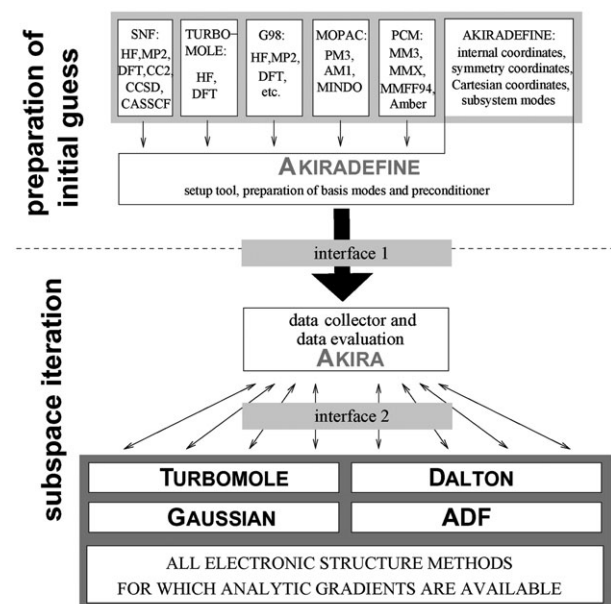 preparation of
initial guess
SNF:
HF,MP2,
DFT,CC2,
CCSD,
CASSCF
TURBO-
MOLE:
HF,
DFT
G98:
HF,MP2,
DFT,
etc.
MOPAC:
PM3,
AM1,
MINDO
PCM:
MM3,
MMX,
MMFF94,
Amber
AKIRADEFINE:
internal coordinates,
symmetry coordinates,
Cartesian coordinates,
subsystem modes
AKIRADEFINE
setup tool, preparation of basis modes and preconditioner
interface 1
subspace iteration
data collector and
data evaluation
AKIRA
interface 2
TURBOMOLE
DALTON
GAUSSIAN
ADF
ALL ELECTRONIC STRUCTURE METHODS
FOR WHICH ANALYTIC GRADIENTS ARE AVAILABLE